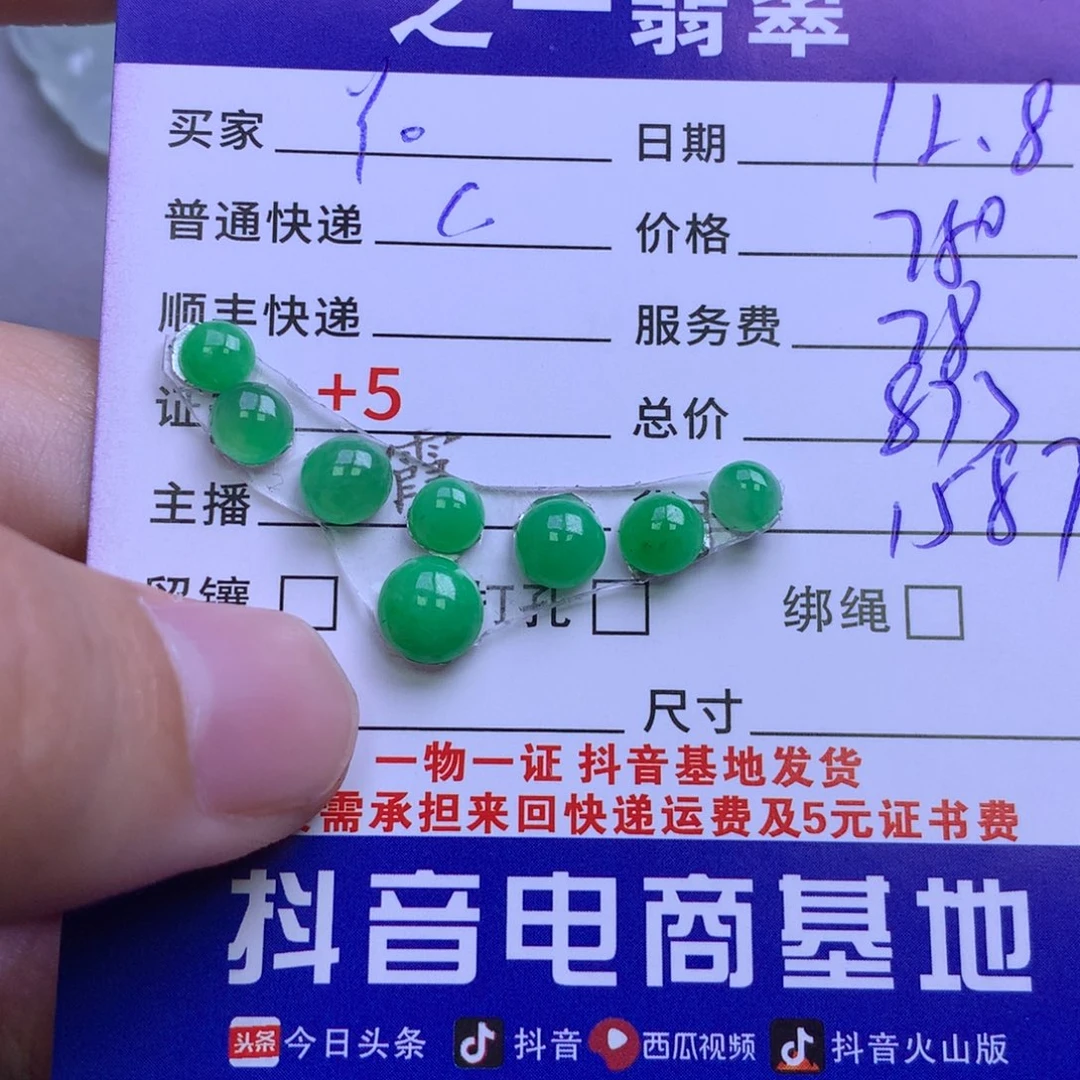 之一翡翠
买家 日期 12.8
普通快递 C 价格 780
顺丰快递 服务费 78
证 +5 总价
主播 霞
留镶 打孔 绑绳
尺寸
一物一证 抖音基地发货
需承担来回快递运费及5元证书费
抖音电商基地
头条 今日头条 抖音 西瓜视频 抖音火山版